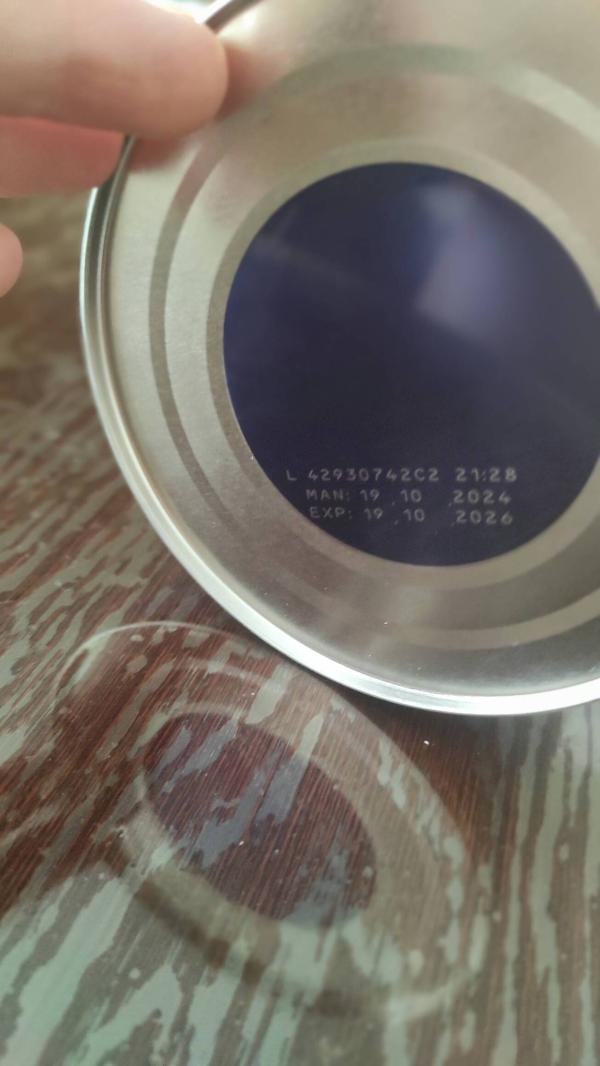 L 42930742C2 21:28
MAN: 19 .10 2024
EXP: 19 .10 .2026